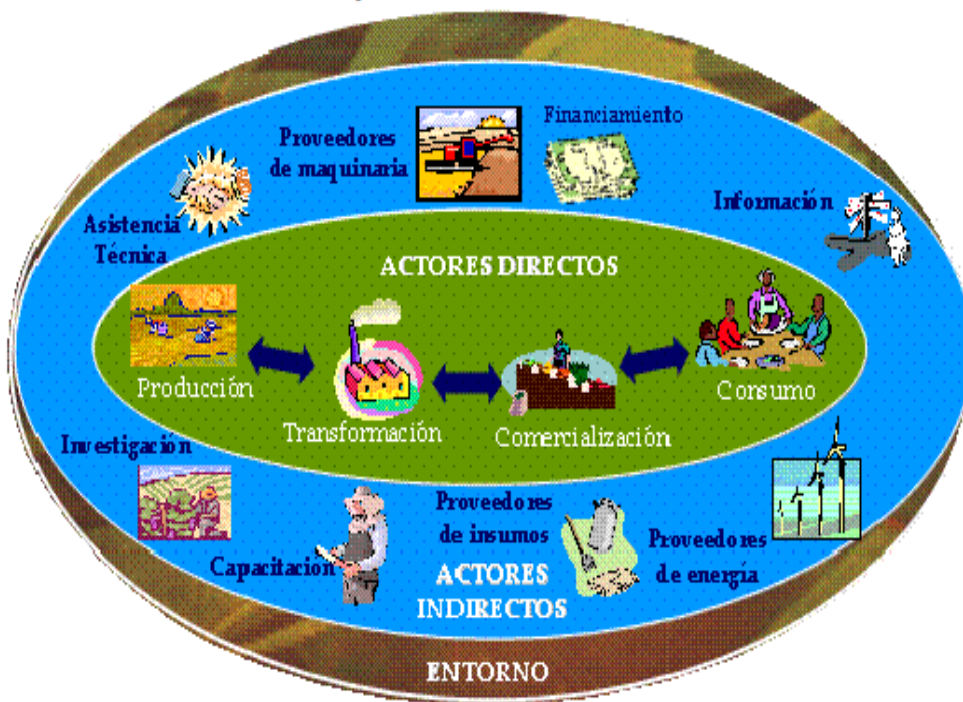 Financiamiento
Proveedores
de maquinaria
Información
Asistencia
Técnica
ACTORES DIRECTOS
Producción
Consumo
Transformación
Comercialización
Investigación
Proveedores
de insumos
Proveedores
de energía
Capacitación
ACTORES
INDIRECTOS
ENTORNO